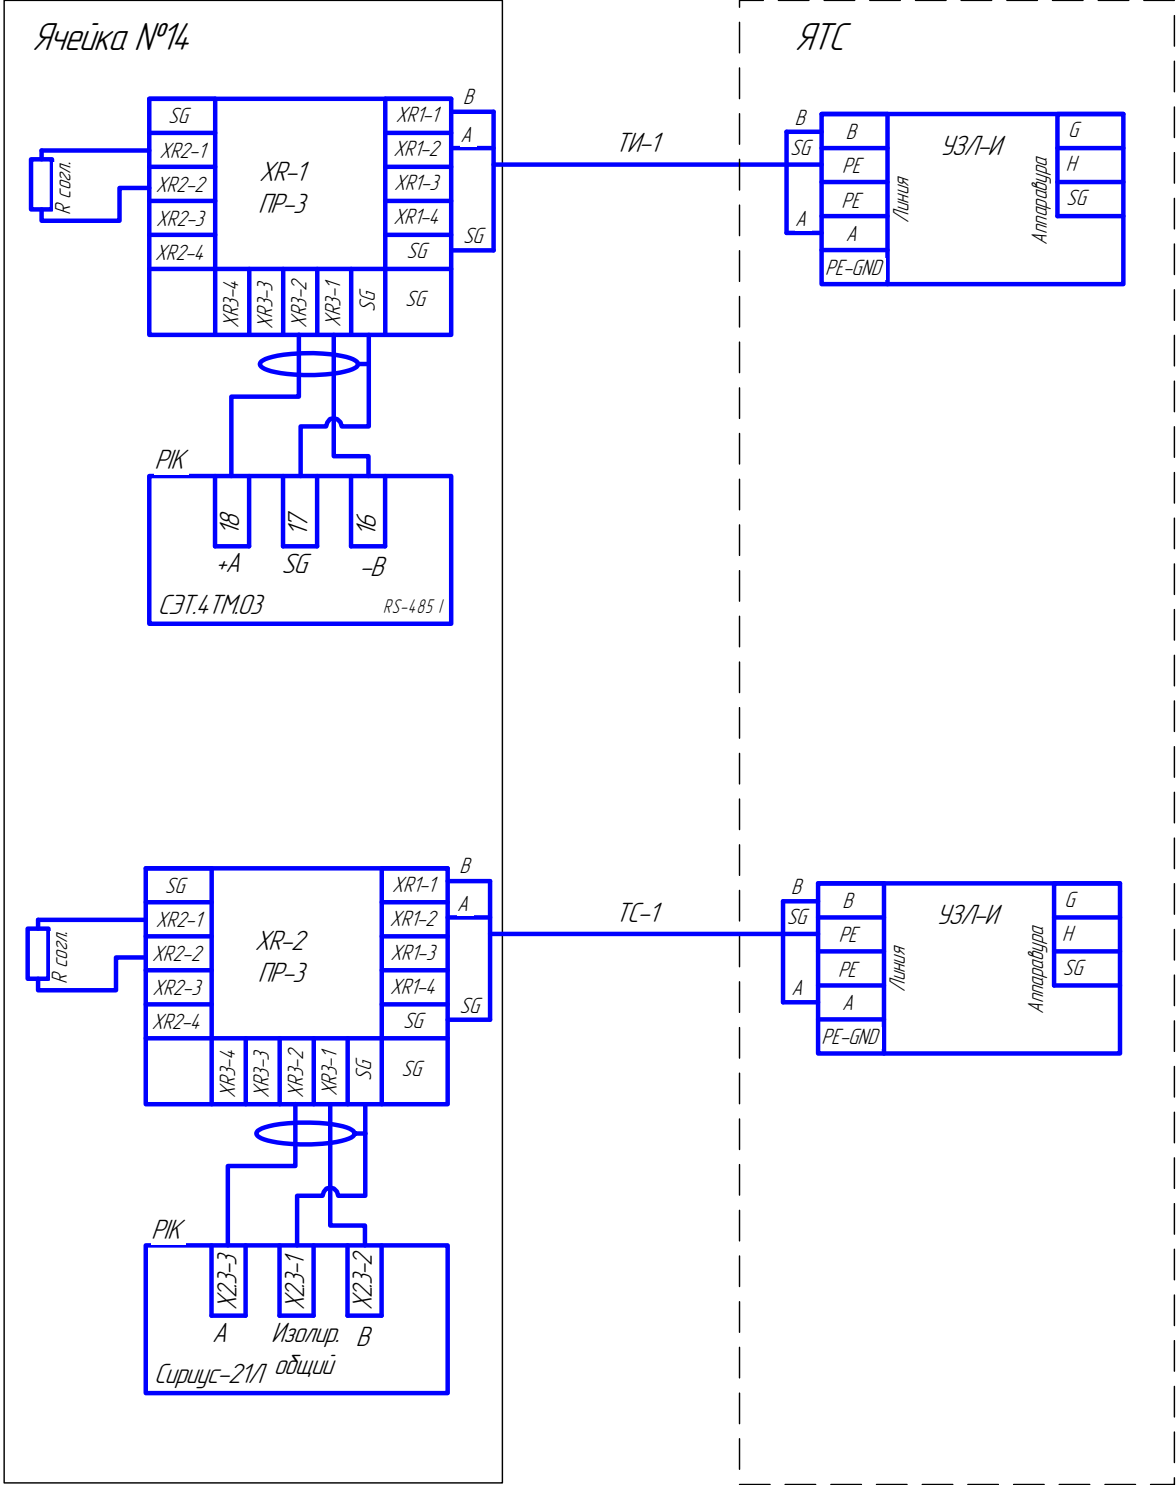 Ячейка №14
ЯТС
SG
XR2-1
XR2-2
XR2-3
XR2-4
R согл.
XR-1
ПР-3
XR1-1
XR1-2
XR1-3
XR1-4
SG
SG
XR3-4
XR3-3
XR3-2
XR3-1
SG
B
A
SG
ТИ-1
B
SG
A
B
PE
PE
A
PE-GND
Линия
УЗЛ-И
Аппаравура
G
H
SG
PIK
18
17
16
+A
SG
-B
СЭТ.4ТМ.03
RS-485 I
SG
XR2-1
XR2-2
XR2-3
XR2-4
R согл.
XR-2
ПР-3
XR1-1
XR1-2
XR1-3
XR1-4
SG
SG
XR3-4
XR3-3
XR3-2
XR3-1
SG
B
A
SG
ТС-1
B
SG
A
B
PE
PE
A
PE-GND
Линия
УЗЛ-И
Аппаравура
G
H
SG
PIK
X23-3
X23-1
X23-2
A
Изолир.
общий
B
Сириус-21Л